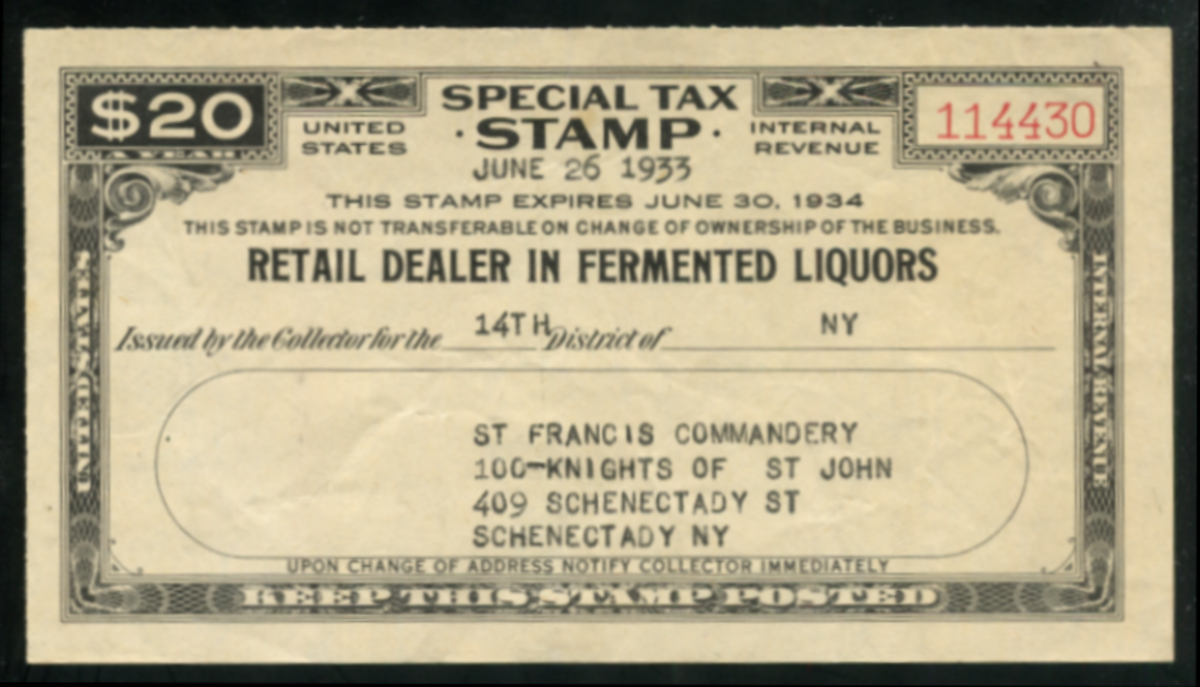 $20
A YEAR
UNITED STATES
SPECIAL TAX
· STAMP ·
INTERNAL REVENUE
114430
JUNE 26 1933
THIS STAMP EXPIRES JUNE 30, 1934
THIS STAMP IS NOT TRANSFERABLE ON CHANGE OF OWNERSHIP OF THE BUSINESS.
RETAIL DEALER IN FERMENTED LIQUORS
Issued by the Collector for the 14TH District of NY
ST FRANCIS COMMANDERY
100-KNIGHTS OF ST JOHN
409 SCHENECTADY ST
SCHENECTADY NY
UPON CHANGE OF ADDRESS NOTIFY COLLECTOR IMMEDIATELY
KEEP THIS STAMP POSTED
INTERNAL REVENUE